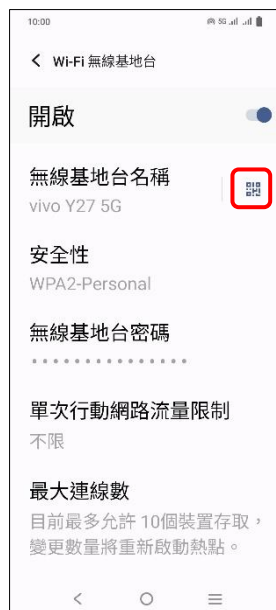 10:00
5G
Wi-Fi 無線基地台
開啟
無線基地台名稱
vivo Y27 5G
安全性
WPA2-Personal
無線基地台密碼
• • • • • • • • • • • • • • •
單次行動網路流量限制
不限
最大連線數
目前最多允許 10個裝置存取，
變更數量將重新啟動熱點。